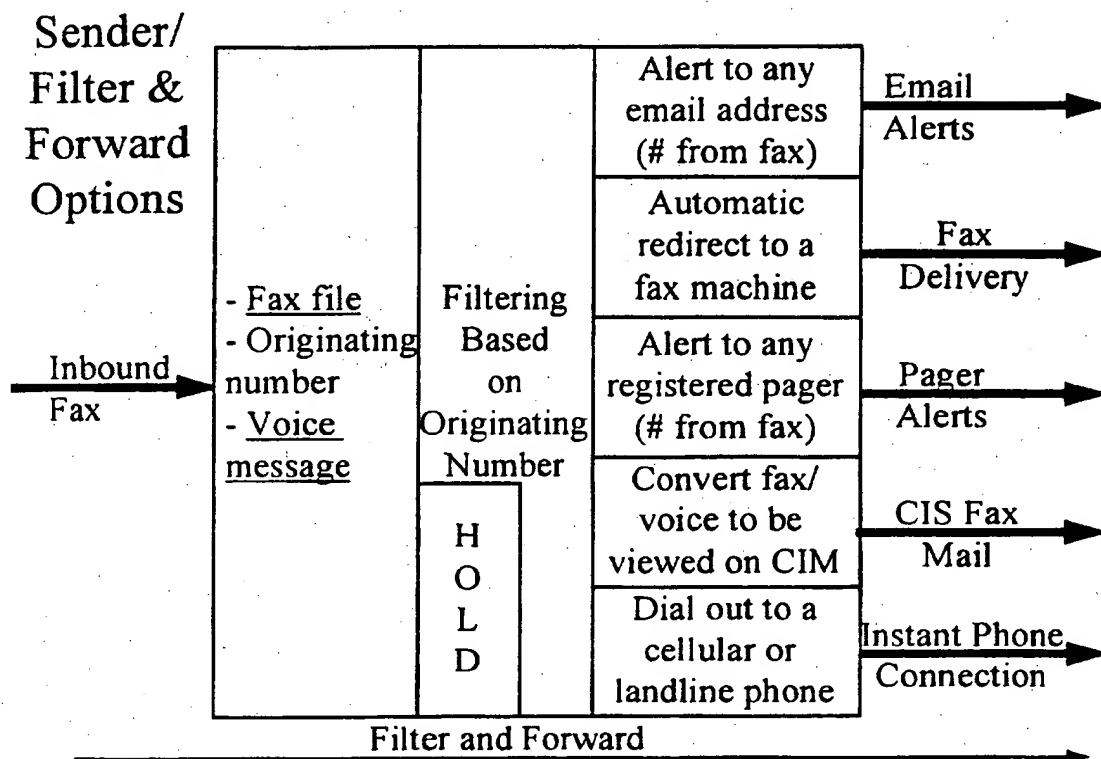 Sender/
Filter &
Forward
Options
Inbound
Fax
- Fax file
- Originating
number
- Voice
message
Filtering
Based
on
Originating
Number
H
O
L
D
Alert to any
email address
(# from fax)
Automatic
redirect to a
fax machine
Alert to any
registered pager
(# from fax)
Convert fax/
voice to be
viewed on CIM
Dial out to a
cellular or
landline phone
Email
Alerts
Fax
Delivery
Pager
Alerts
CIS Fax
Mail
Instant Phone
Connection
Filter and Forward